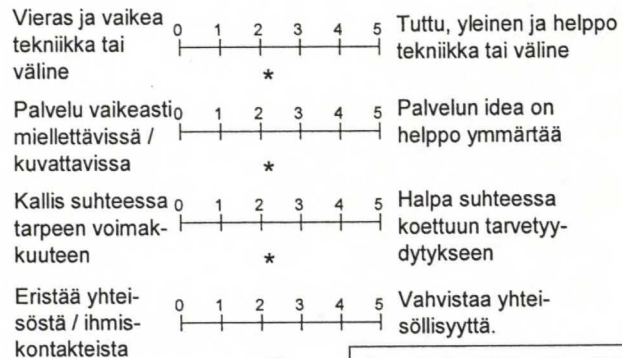 Vieras ja vaikea
tekniikka tai
väline
0 1 2 3 4 5
*
Tuttu, yleinen ja helppo
tekniikka tai väline
Palvelu vaikeasti
miellettävissä /
kuvattavissa
0 1 2 3 4 5
*
Palvelun idea on
helppo ymmärtää
Kallis suhteessa
tarpeen voimak-
kuuteen
0 1 2 3 4 5
*
Halpa suhteessa
koettuun tarvetyy-
dytykseen
Eristää yhtei-
söstä / ihmis-
kontakteista
0 1 2 3 4 5
Vahvistaa yhtei-
söllisyyttä.